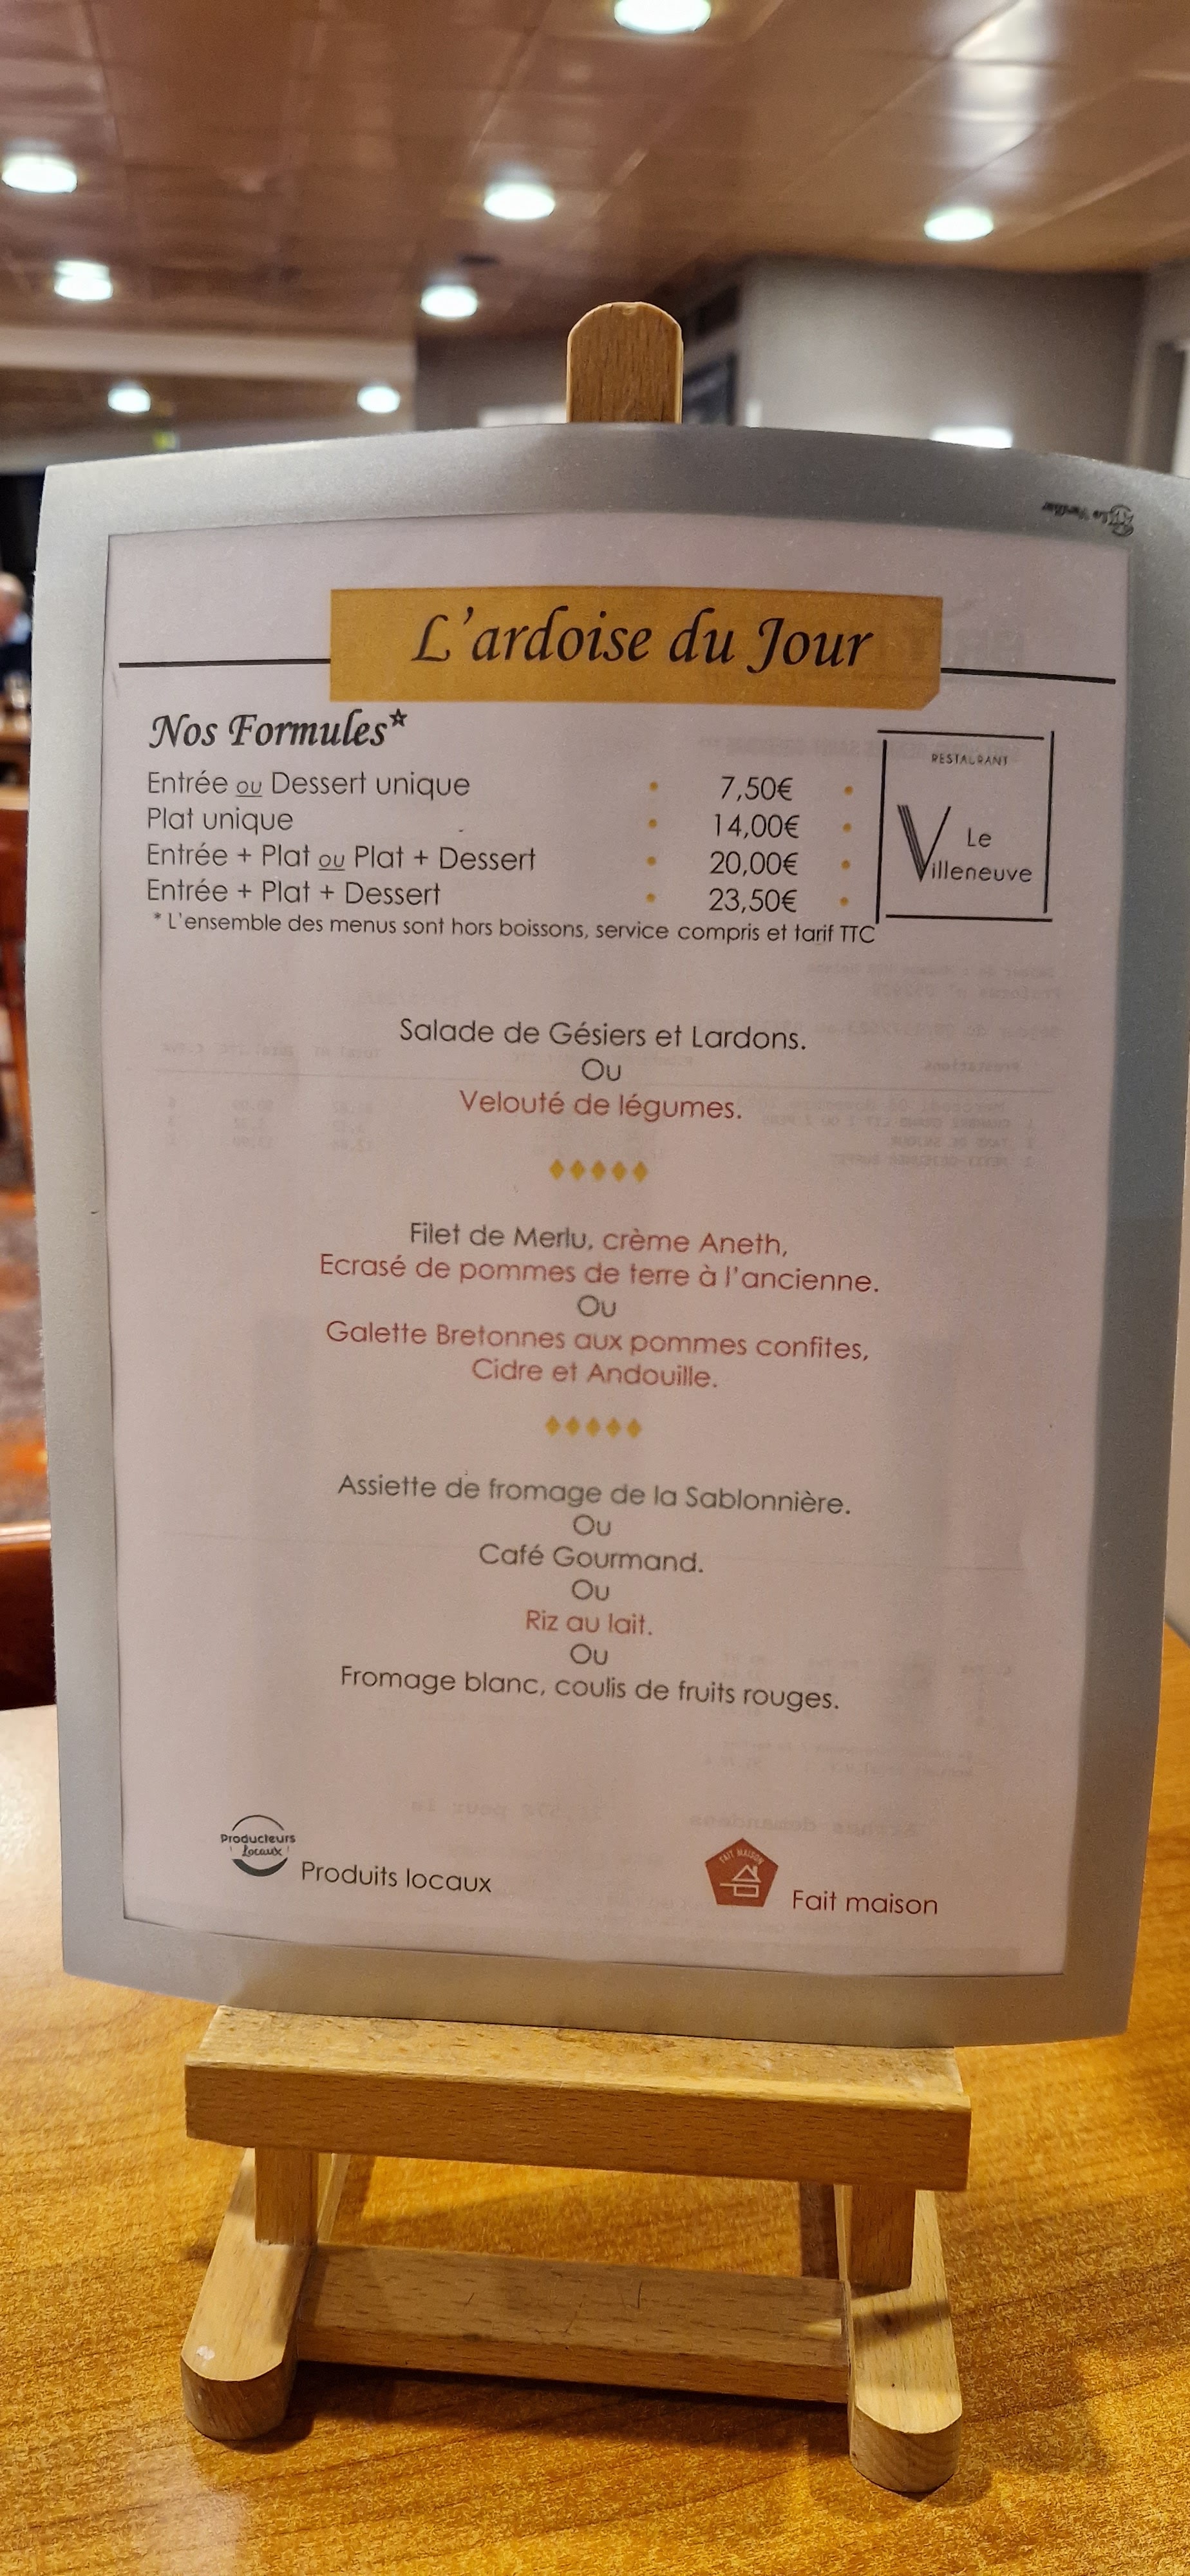 L'ardoise du Jour
Nos Formules*
Entrée ou Dessert unique • 7,50€ •
Plat unique • 14,00€ •
Entrée + Plat ou Plat + Dessert • 20,00€ •
Entrée + Plat + Dessert • 23,50€ •
* L'ensemble des menus sont hors boissons, service compris et tarif TTC
RESTAURANT
Le
Villeneuve
Salade de Gésiers et Lardons.
Ou
Velouté de légumes.
Filet de Merlu, crème Aneth,
Ecrasé de pommes de terre à l'ancienne.
Ou
Galette Bretonnes aux pommes confites,
Cidre et Andouille.
Assiette de fromage de la Sablonnière.
Ou
Café Gourmand.
Ou
Riz au lait.
Ou
Fromage blanc, coulis de fruits rouges.
Producteurs
Locaux
Produits locaux
FAIT MAISON
Fait maison